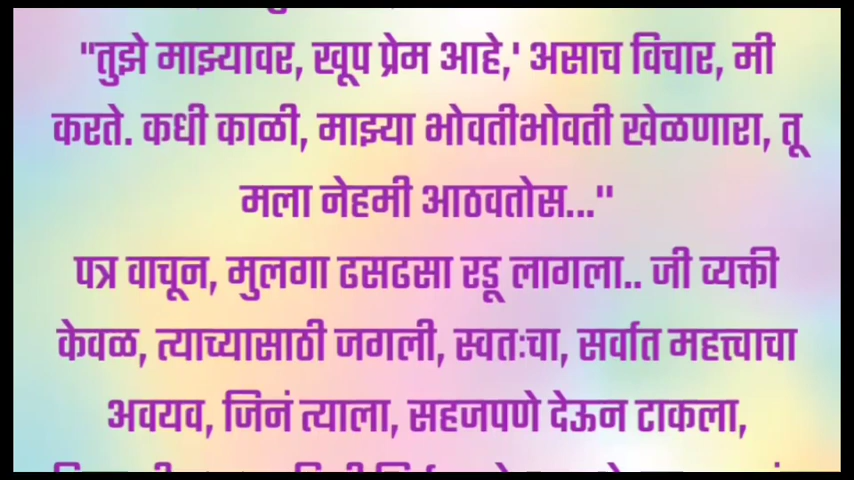 "तुझे माझ्यावर, खूप प्रेम आहे,' असाच विचार, मी
करते. कधी काळी, माझ्या भोवतीभोवती खेळणारा, तू
मला नेहमी आठवतोस..."
पत्र वाचून, मुलगा ढसढसा रडू लागला.. जी व्यक्ती
केवळ, त्याच्यासाठी जगली, स्वतःचा, सर्वात महत्त्वाचा
अवयव, जिनं त्याला, सहजपणे देऊन टाकला,